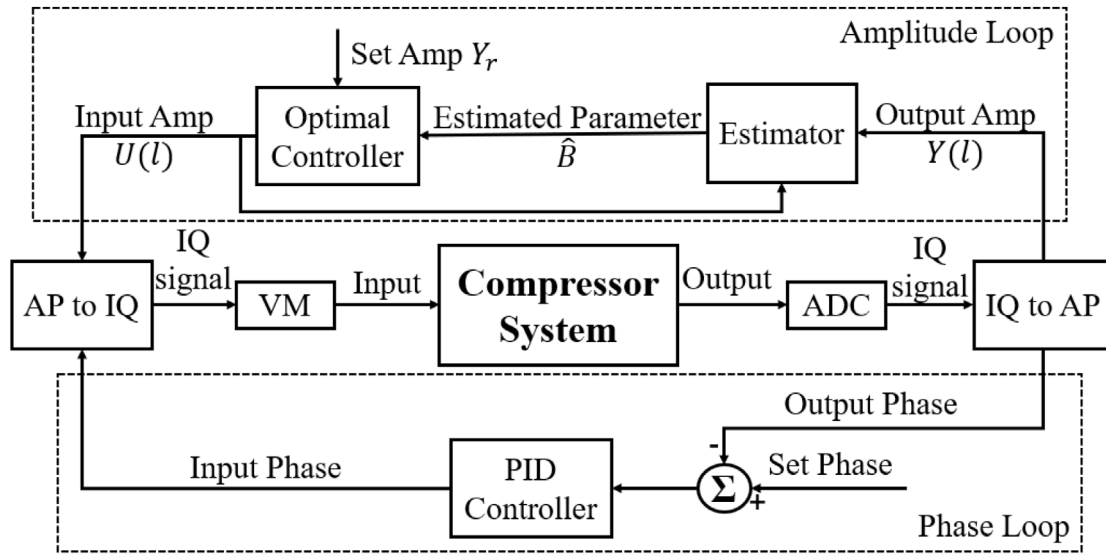 Amplitude Loop
Set Amp Y_r
Input Amp
U(l)
Optimal
Controller
Estimated Parameter
B̂
Estimator
Output Amp
Y(l)
AP to IQ
IQ
signal
VM
Input
Compressor
System
Output
ADC
IQ
signal
IQ to AP
Output Phase
-
Input Phase
PID
Controller
Σ
+
Set Phase
Phase Loop